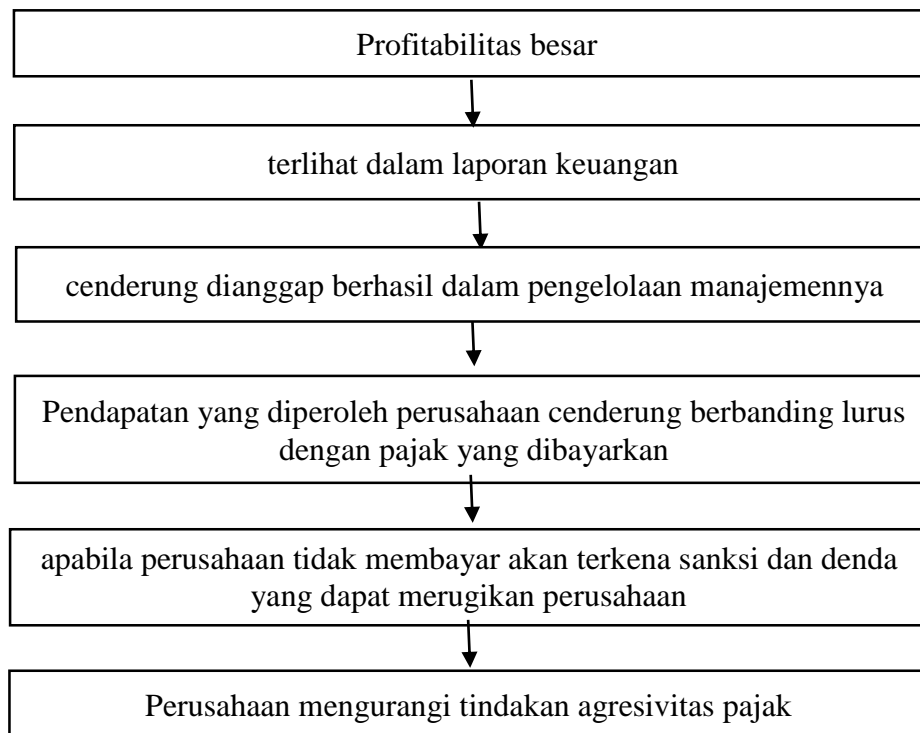 Profitabilitas besar
terlihat dalam laporan keuangan
cenderung dianggap berhasil dalam pengelolaan manajemennya
Pendapatan yang diperoleh perusahaan cenderung berbanding lurus
dengan pajak yang dibayarkan
apabila perusahaan tidak membayar akan terkena sanksi dan denda
yang dapat merugikan perusahaan
Perusahaan mengurangi tindakan agresivitas pajak